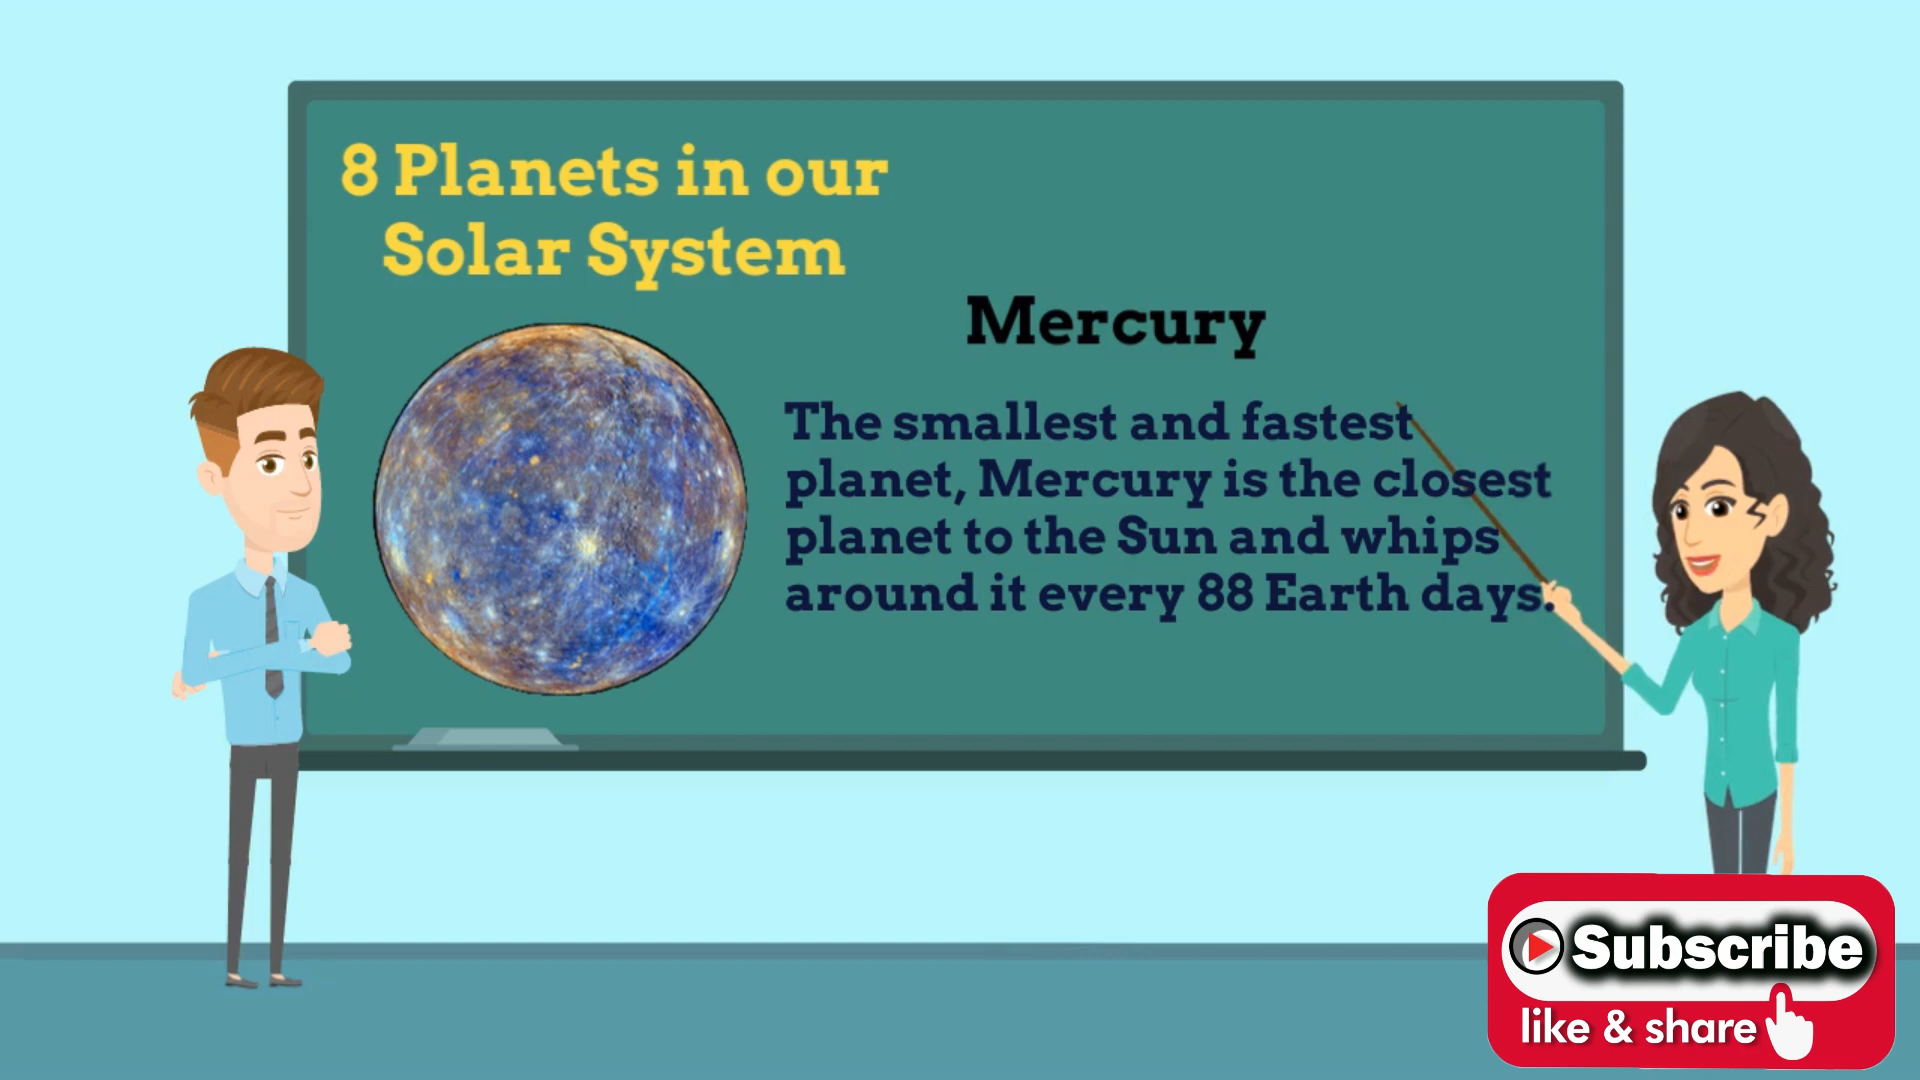 8 Planets in our
Solar System
Mercury
The smallest and fastest
planet, Mercury is the closest
planet to the Sun and whips
around it every 88 Earth days.
Subscribe
like & share